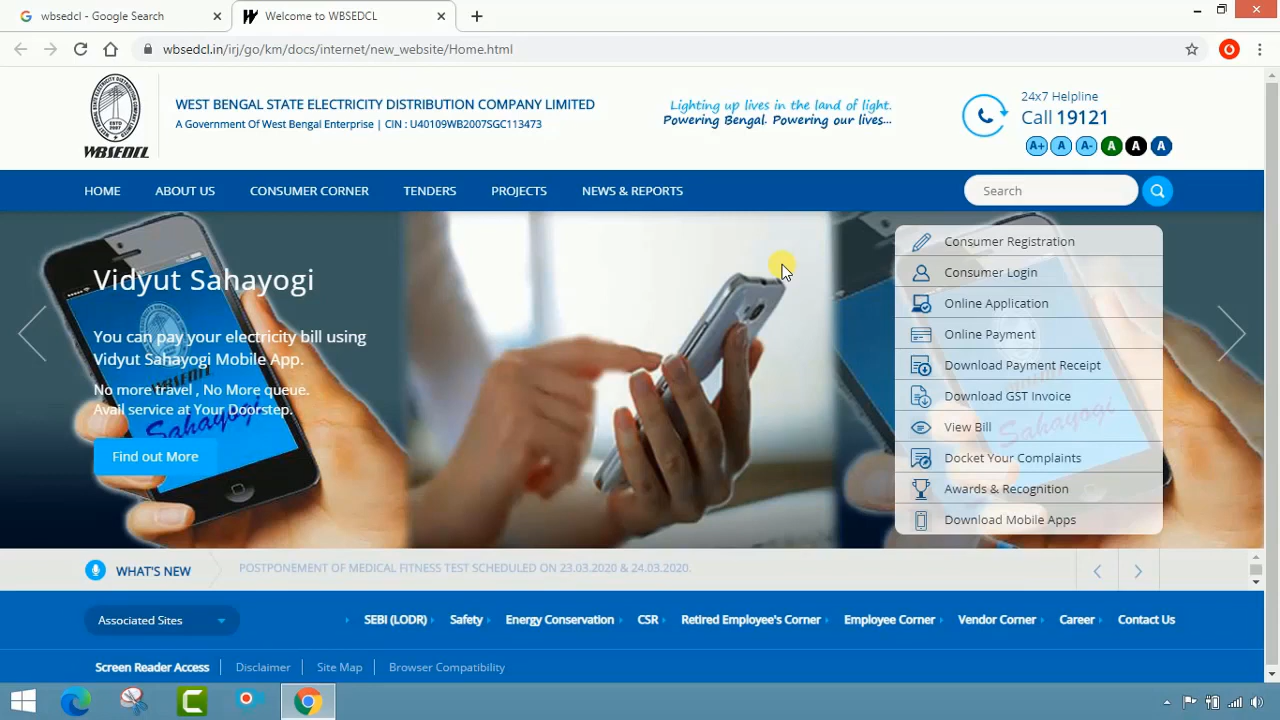 wbsedcl - Google Search
Welcome to WBSEDCL
wbsedcl.in/irj/go/km/docs/internet/new_website/Home.html
WBSEDCL
WEST BENGAL STATE ELECTRICITY DISTRIBUTION COMPANY LIMITED
A Government Of West Bengal Enterprise | CIN : U40109WB2007SGC113473
Lighting up lives in the land of light.
Powering Bengal. Powering our lives...
24x7 Helpline
Call 19121
A+ A A- A A A
HOME ABOUT US CONSUMER CORNER TENDERS PROJECTS NEWS & REPORTS
Search
Vidyut Sahayogi
You can pay your electricity bill using
Vidyut Sahayogi Mobile App.
No more travel , No More queue.
Avail service at Your Doorstep.
Sahayogi
Find out More
Consumer Registration
Consumer Login
Online Application
Online Payment
Download Payment Receipt
Download GST Invoice
View Bill
Docket Your Complaints
Awards & Recognition
Download Mobile Apps
Sahayogi
WHAT'S NEW
POSTPONEMENT OF MEDICAL FITNESS TEST SCHEDULED ON 23.03.2020 & 24.03.2020.
Associated Sites
SEBI (LODR) Safety Energy Conservation CSR Retired Employee's Corner Employee Corner Vendor Corner Career Contact Us
Screen Reader Access Disclaimer Site Map Browser Compatibility